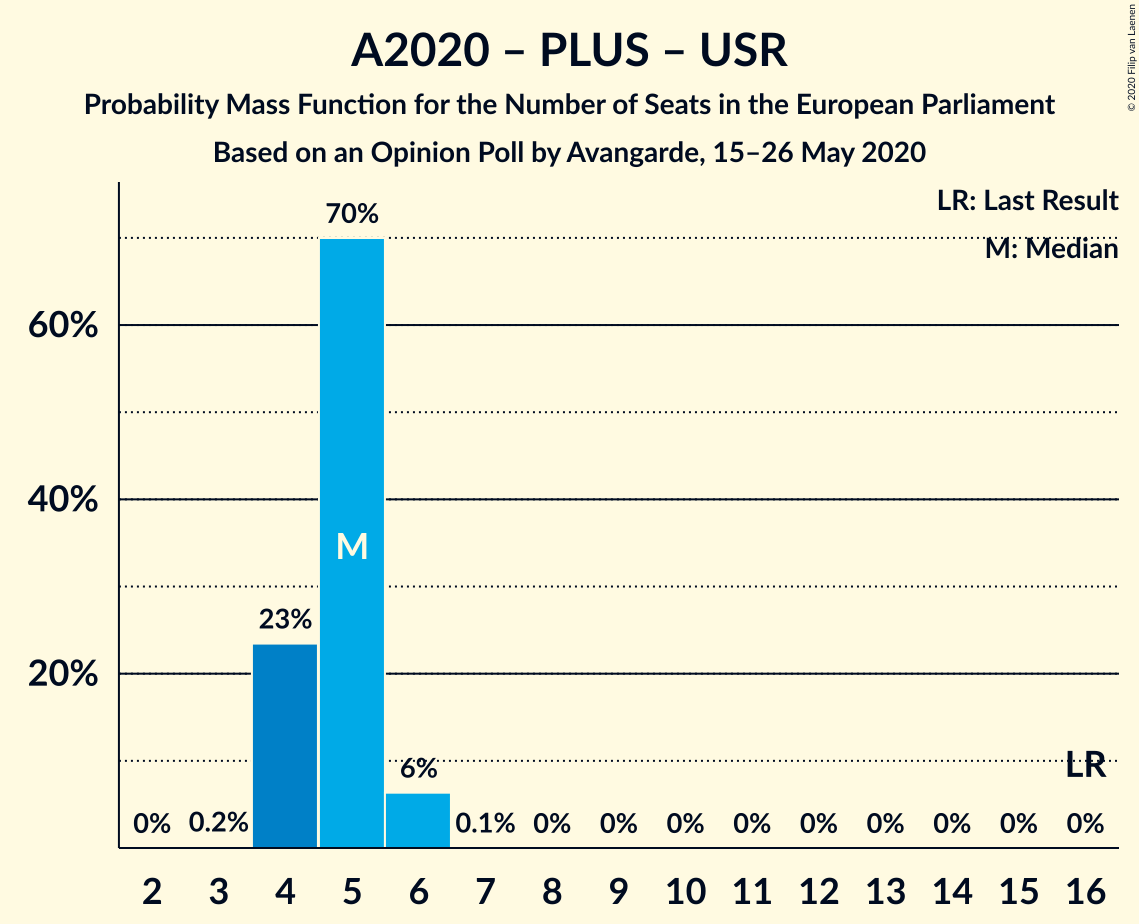 A2020 – PLUS – USR
Probability Mass Function for the Number of Seats in the European Parliament
Based on an Opinion Poll by Avangarde, 15–26 May 2020
© 2020 Filip van Laenen
LR: Last Result
M: Median
70%
60%
40%
M
23%
20%
6%
LR
0% 0.2% 0.1% 0% 0% 0% 0% 0% 0% 0% 0% 0%
2 3 4 5 6 7 8 9 10 11 12 13 14 15 16